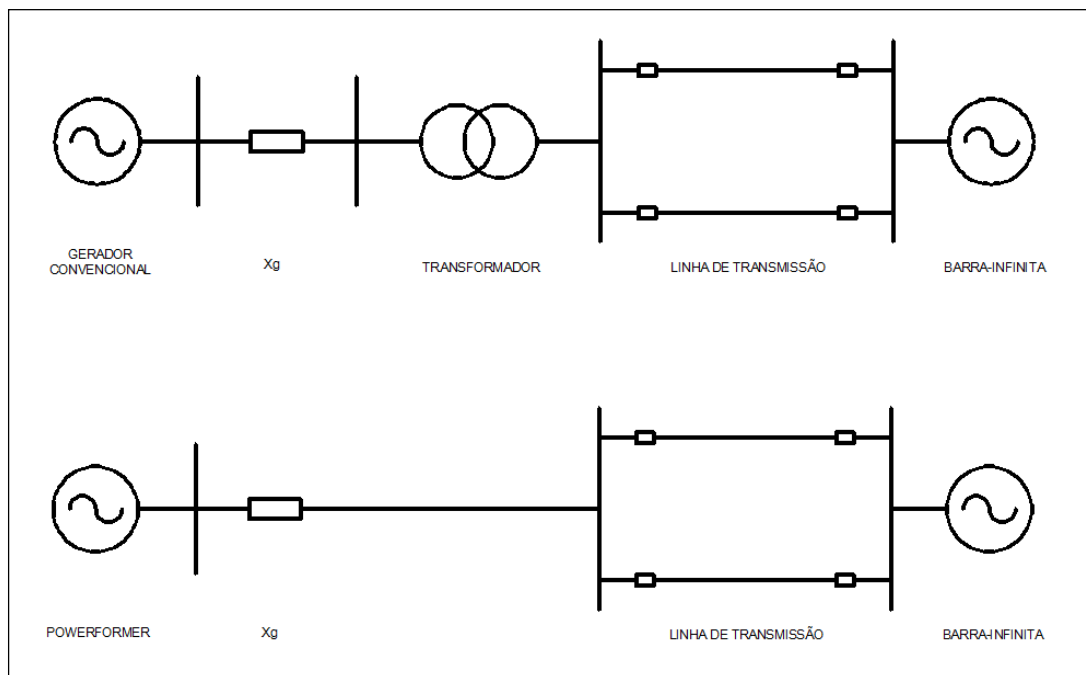 GERADOR
CONVENCIONAL
Xg
TRANSFORMADOR
LINHA DE TRANSMISSÃO
BARRA-INFINITA
POWERFORMER
Xg
LINHA DE TRANSMISSÃO
BARRA-INFINITA